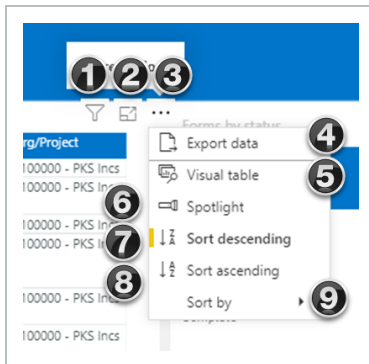 1 2 3
Forms by status
rg/Project
Export data 4
100000 - PKS Incs
100000 - PKS Incs
Visual table 5
6 Spotlight
100000 - PKS Incs
7 Sort descending
100000 - PKS Inc
8 Sort ascending
Sort by 9
100000 - PKS Inc
100000 - PKS Incs